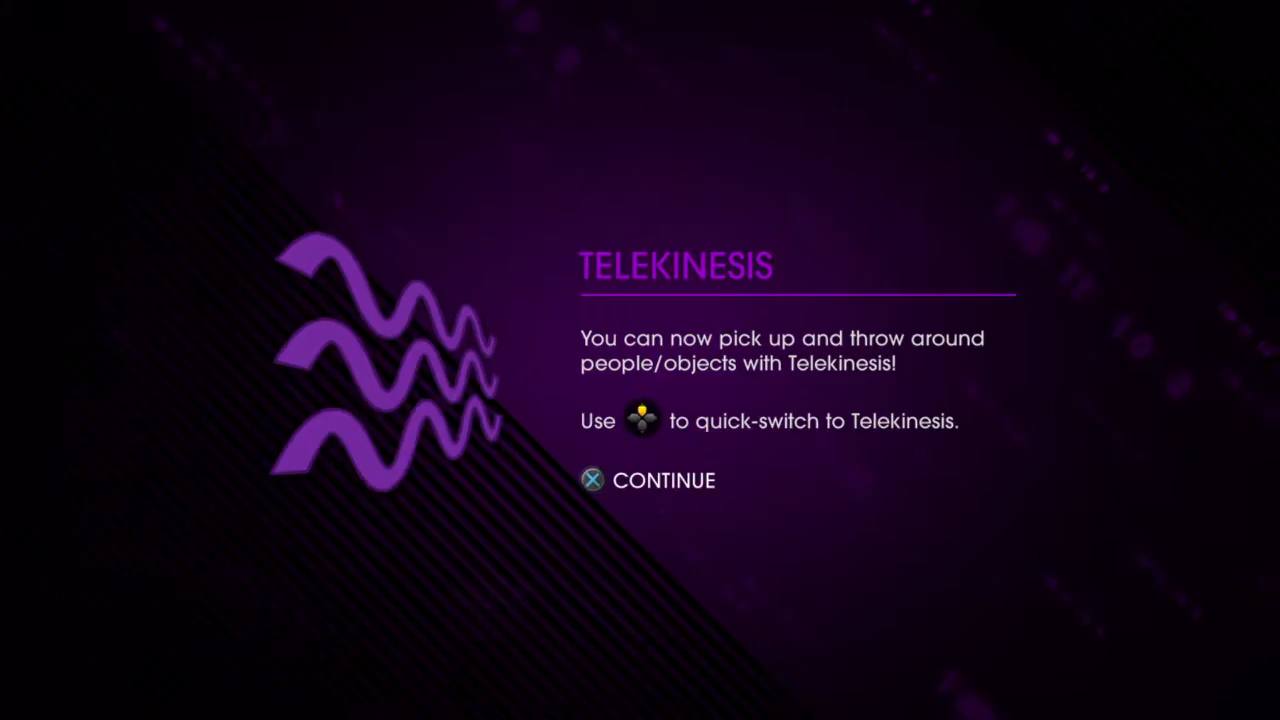 TELEKINESIS
You can now pick up and throw around
people/objects with Telekinesis!
Use to quick-switch to Telekinesis.
CONTINUE